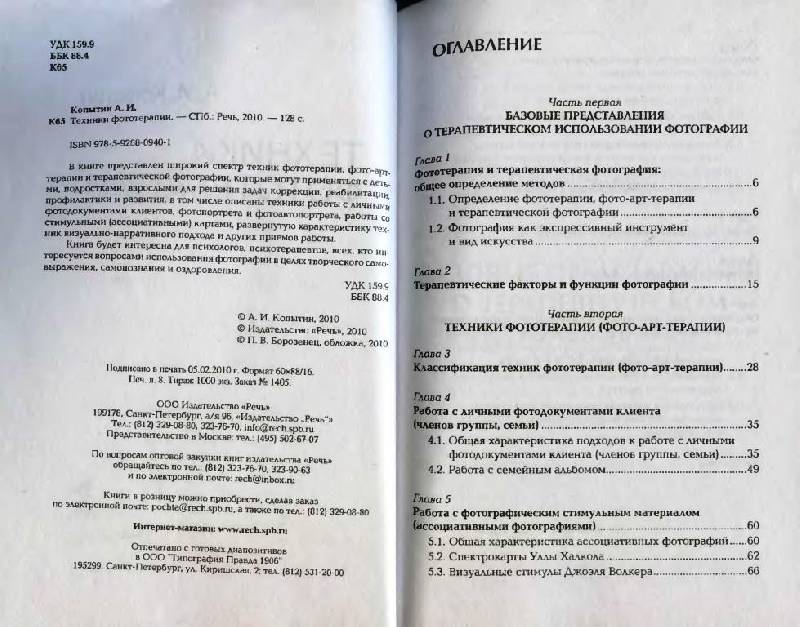 УДК 159.9
ББК 88.4
К65
Копытин А. И.
К65 Техники фототерапии. — СПб.: Речь, 2010. — 128 с.
ISBN 978-5-9268-0940-1
В книге представлен широкий спектр техник фототерапии, фото-арт-
терапии и терапевтической фотографии, которые могут применяться с деть-
ми, подростками, взрослыми для решения задач коррекции, реабилитации,
профилактики и развития, в том числе описаны техники работы с личными
фотодокументами клиентов, фотопортрета и фотоавтопортрета, работы со
стимульными (ассоциативными) картами, развернутую характеристику тех-
ник визуально-нарративного подхода и других приемов работы.
Книга будет интересна для психологов, психотерапевтов, всех, кто ин-
тересуется вопросами использования фотографии в целях творческого само-
выражения, самопознания и оздоровления.
УДК 159.9
ББК 88.4
© А. И. Копытин, 2010
© Издательство «Речь», 2010
© П. В. Борозенец, обложка, 2010
Подписано в печать 05.02.2010 г. Формат 60×88/16.
Печ. л. 8. Тираж 1000 экз. Заказ № 1405.
ООО Издательство «Речь»
199178, Санкт-Петербург, а/я 96, «Издательство „Речь“»
Тел.: (812) 329-08-80, 323-76-70, info@rech.spb.ru
Представительство в Москве: тел.: (495) 502-67-07
По вопросам оптовой закупки книг издательства «Речь»
обращайтесь по тел. (812) 323-76-70, 323-90-63
и по электронной почте: rech@inbox.ru
Книги в розницу можно приобрести, сделав заказ
по электронной почте: pochta@rech.spb.ru, а также по тел.: (812) 329-08-80
Интернет-магазин: www.rech.spb.ru
Отпечатано с готовых диапозитивов
в ООО "Типография Правда 1906"
195299, Санкт-Петербург, ул. Киришская, 2; тел. (812) 531-20-00
ОГЛАВЛЕНИЕ
Часть первая
БАЗОВЫЕ ПРЕДСТАВЛЕНИЯ
О ТЕРАПЕВТИЧЕСКОМ ИСПОЛЬЗОВАНИИ ФОТОГРАФИИ
Глава 1
Фототерапия и терапевтическая фотография:
общее определение методов 6
1.1. Определение фототерапии, фото-арт-терапии
и терапевтической фотографии 6
1.2. Фотография как экспрессивный инструмент
и вид искусства 9
Глава 2
Терапевтические факторы и функции фотографии 15
Часть вторая
ТЕХНИКИ ФОТОТЕРАПИИ (ФОТО-АРТ-ТЕРАПИИ)
Глава 3
Классификация техник фототерапии (фото-арт-терапии) 28
Глава 4
Работа с личными фотодокументами клиента
(членов группы, семьи) 35
4.1. Общая характеристика подходов к работе с личными
фотодокументами клиента (членов группы, семьи) 35
4.2. Работа с семейным альбомом 49
Глава 5
Работа с фотографическим стимульным материалом
(ассоциативными фотографиями) 60
5.1. Общая характеристика ассоциативных фотографий 60
5.2. Спектрокарты Уллы Халкола 62
5.3. Визуальные стимулы Джоэля Волкера 66